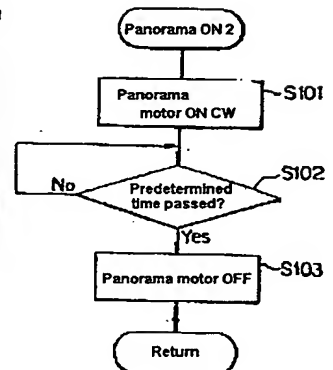 Panorama ON 2
Panorama
motor ON CW
S101
S102
No
Predetermined
time passed?
Yes
S103
Panorama motor OFF
Return